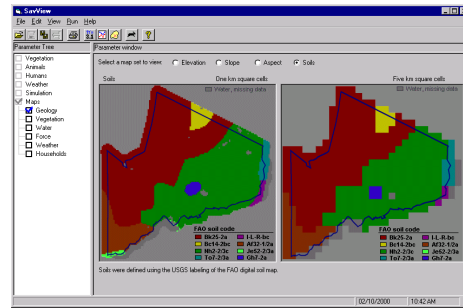 SavView
File Edit View Run Help
Parameter Tree
Parameter window
Vegetation
Animals
Humans
Weather
Simulation
Maps
Geology
Vegetation
Water
Force
Weather
Households
Select a map set to view: Elevation Slope Aspect Soils
Soils One km square cells
Water, missing data
FAO soil code
Bk25-2a I-L-R-bc
Bc14-2bc Af32-1/2a
Nh2-2/3c Je52-2/3a
To7-2/3a Gh7-2a
Five km square cells
Water, missing data
FAO soil code
Bk25-2a I-L-R-bc
Bc14-2bc Af32-1/2a
Nh2-2/3c Je52-2/3a
To7-2/3a Gh7-2a
Soils were defined using the USGS labeling of the FAO digital soil map.
02/10/2000 10:42 AM